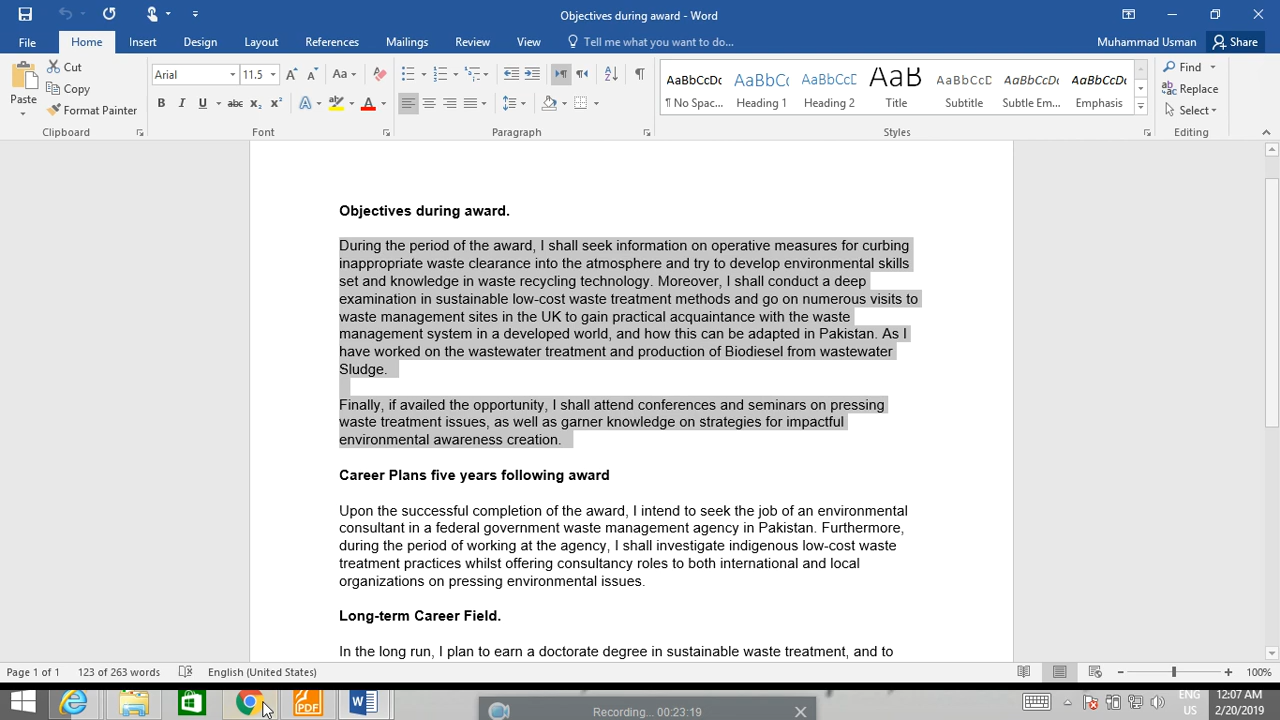 Objectives during award - Word
File Home Insert Design Layout References Mailings Review View Tell me what you want to do... Muhammad Usman Share
Cut
Copy
Format Painter
Paste
Clipboard
Arial 11.5
Font
Paragraph
AaBbCcDc AaBbC( AaBbCcD AaB AaBbCcD AaBbCcD AaBbCcD
¶ No Spac... Heading 1 Heading 2 Title Subtitle Subtle Em... Emphasis
Styles
Find
Replace
Select
Editing
Objectives during award.
During the period of the award, I shall seek information on operative measures for curbing
inappropriate waste clearance into the atmosphere and try to develop environmental skills
set and knowledge in waste recycling technology. Moreover, I shall conduct a deep
examination in sustainable low-cost waste treatment methods and go on numerous visits to
waste management sites in the UK to gain practical acquaintance with the waste
management system in a developed world, and how this can be adapted in Pakistan. As I
have worked on the wastewater treatment and production of Biodiesel from wastewater
Sludge.
Finally, if availed the opportunity, I shall attend conferences and seminars on pressing
waste treatment issues, as well as garner knowledge on strategies for impactful
environmental awareness creation.
Career Plans five years following award
Upon the successful completion of the award, I intend to seek the job of an environmental
consultant in a federal government waste management agency in Pakistan. Furthermore,
during the period of working at the agency, I shall investigate indigenous low-cost waste
treatment practices whilst offering consultancy roles to both international and local
organizations on pressing environmental issues.
Long-term Career Field.
In the long run, I plan to earn a doctorate degree in sustainable waste treatment, and to
Page 1 of 1 123 of 263 words English (United States) 100%
Recording... 00:23:19
ENG
US
12:07 AM
2/20/2019